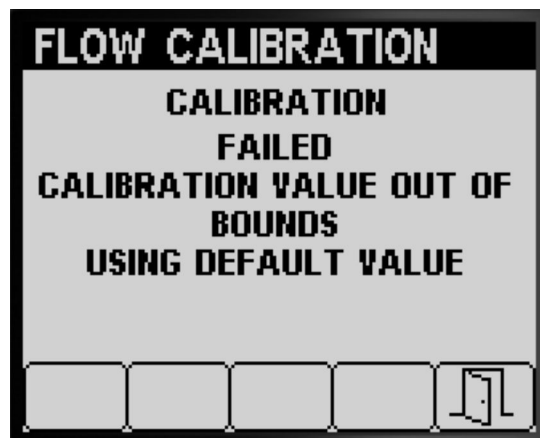 FLOW CALIBRATION
CALIBRATION
FAILED
CALIBRATION VALUE OUT OF
BOUNDS
USING DEFAULT VALUE